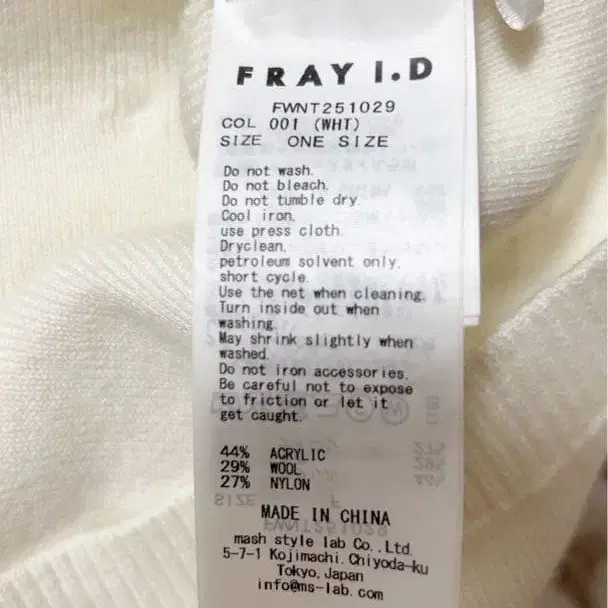 FRAY I.D
FWNT251029
COL 001 (WHT)
SIZE ONE SIZE
Do not wash.
Do not bleach.
Do not tumble dry.
Cool iron.
use press cloth.
Dryclean,
petroleum solvent only,
short cycle.
Use the net when cleaning.
Turn inside out when
washing.
May shrink slightly when
washed.
Do not iron accessories.
Be careful not to expose
to friction or let it
get caught.
44% ACRYLIC
29% WOOL
27% NYLON
MADE IN CHINA
mash style lab Co.,Ltd.
5-7-1 Kojimachi,Chiyoda-ku
Tokyo,Japan
info@ms-lab.com